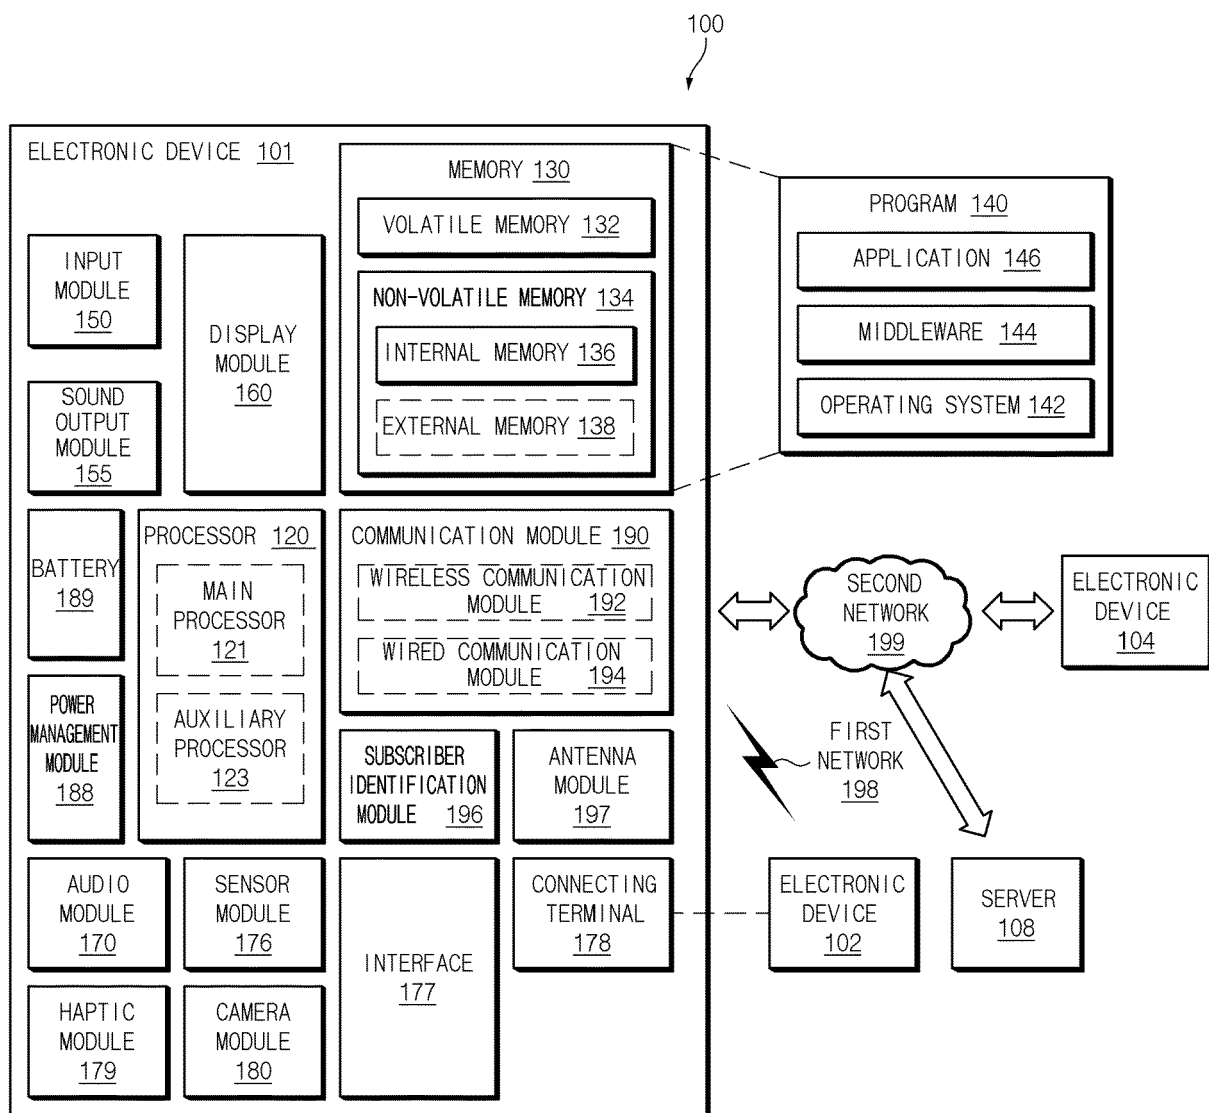 100
ELECTRONIC DEVICE 101
MEMORY 130
VOLATILE MEMORY 132
NON-VOLATILE MEMORY 134
INTERNAL MEMORY 136
EXTERNAL MEMORY 138
PROGRAM 140
APPLICATION 146
MIDDLEWARE 144
OPERATING SYSTEM 142
INPUT
MODULE
150
DISPLAY
MODULE
160
SOUND
OUTPUT
MODULE
155
BATTERY
189
PROCESSOR 120
MAIN
PROCESSOR
121
AUXILIARY
PROCESSOR
123
COMMUNICATION MODULE 190
WIRELESS COMMUNICATION
MODULE 192
WIRED COMMUNICATION
MODULE 194
SECOND
NETWORK
199
ELECTRONIC
DEVICE
104
POWER
MANAGEMENT
MODULE
188
SUBSCRIBER
IDENTIFICATION
MODULE 196
ANTENNA
MODULE
197
FIRST
NETWORK
198
AUDIO
MODULE
170
SENSOR
MODULE
176
INTERFACE
177
CONNECTING
TERMINAL
178
ELECTRONIC
DEVICE
102
SERVER
108
HAPTIC
MODULE
179
CAMERA
MODULE
180